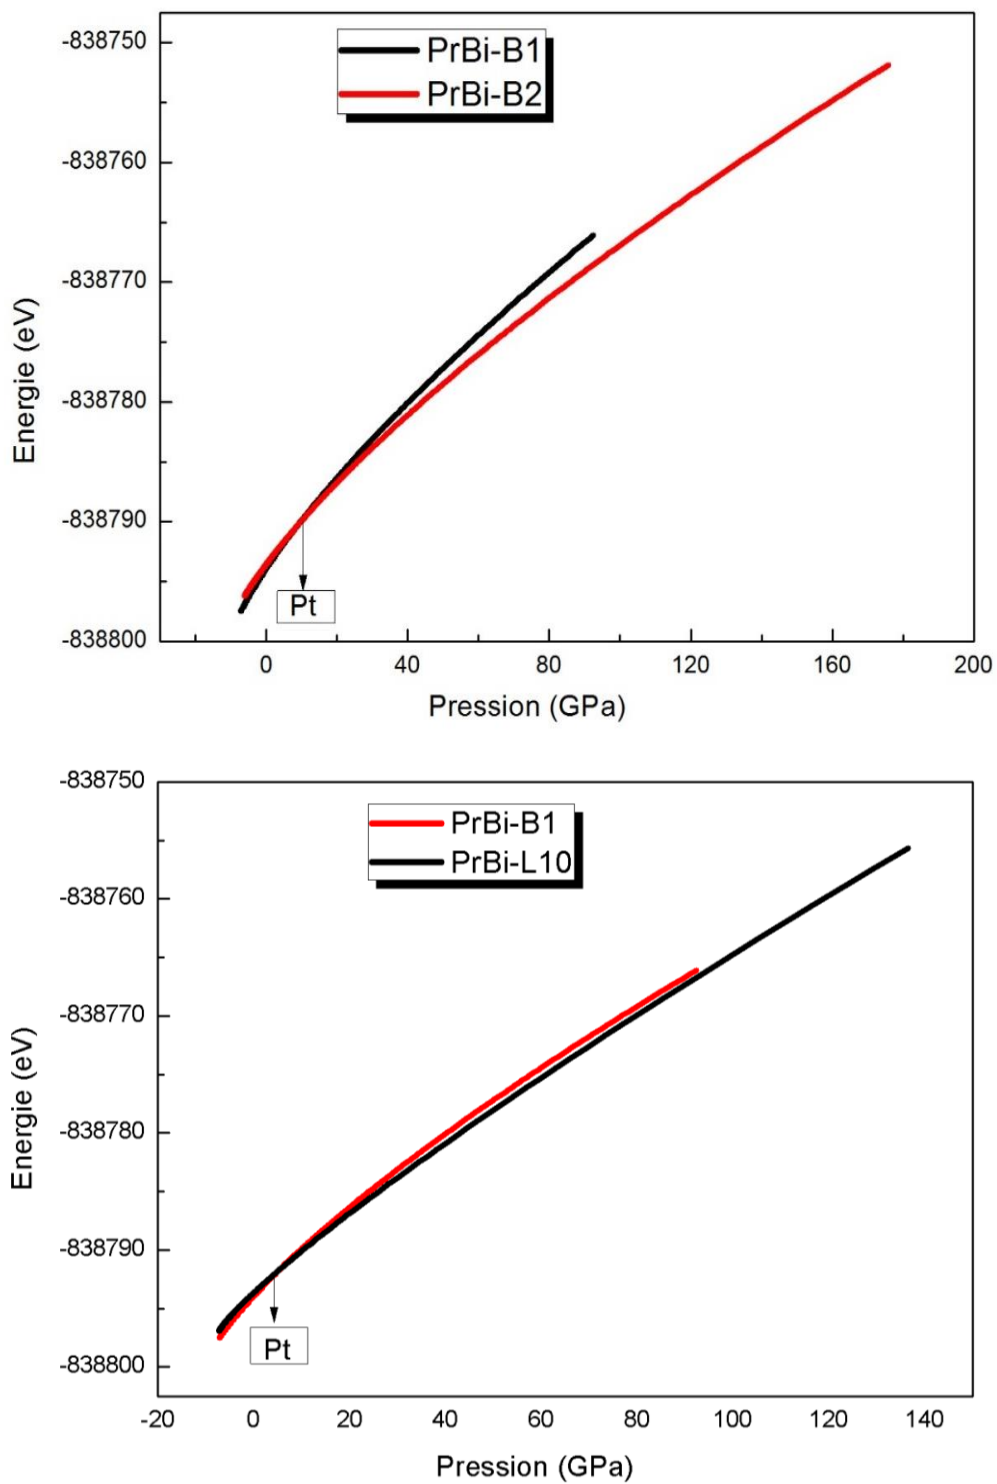 -838750
PrBi-B1
PrBi-B2
-838760
-838770
Energie (eV)
-838780
-838790
Pt
-838800
0 40 80 120 160 200
Pression (GPa)
-838750
PrBi-B1
PrBi-L10
-838760
-838770
Energie (eV)
-838780
-838790
Pt
-838800
-20 0 20 40 60 80 100 120 140
Pression (GPa)